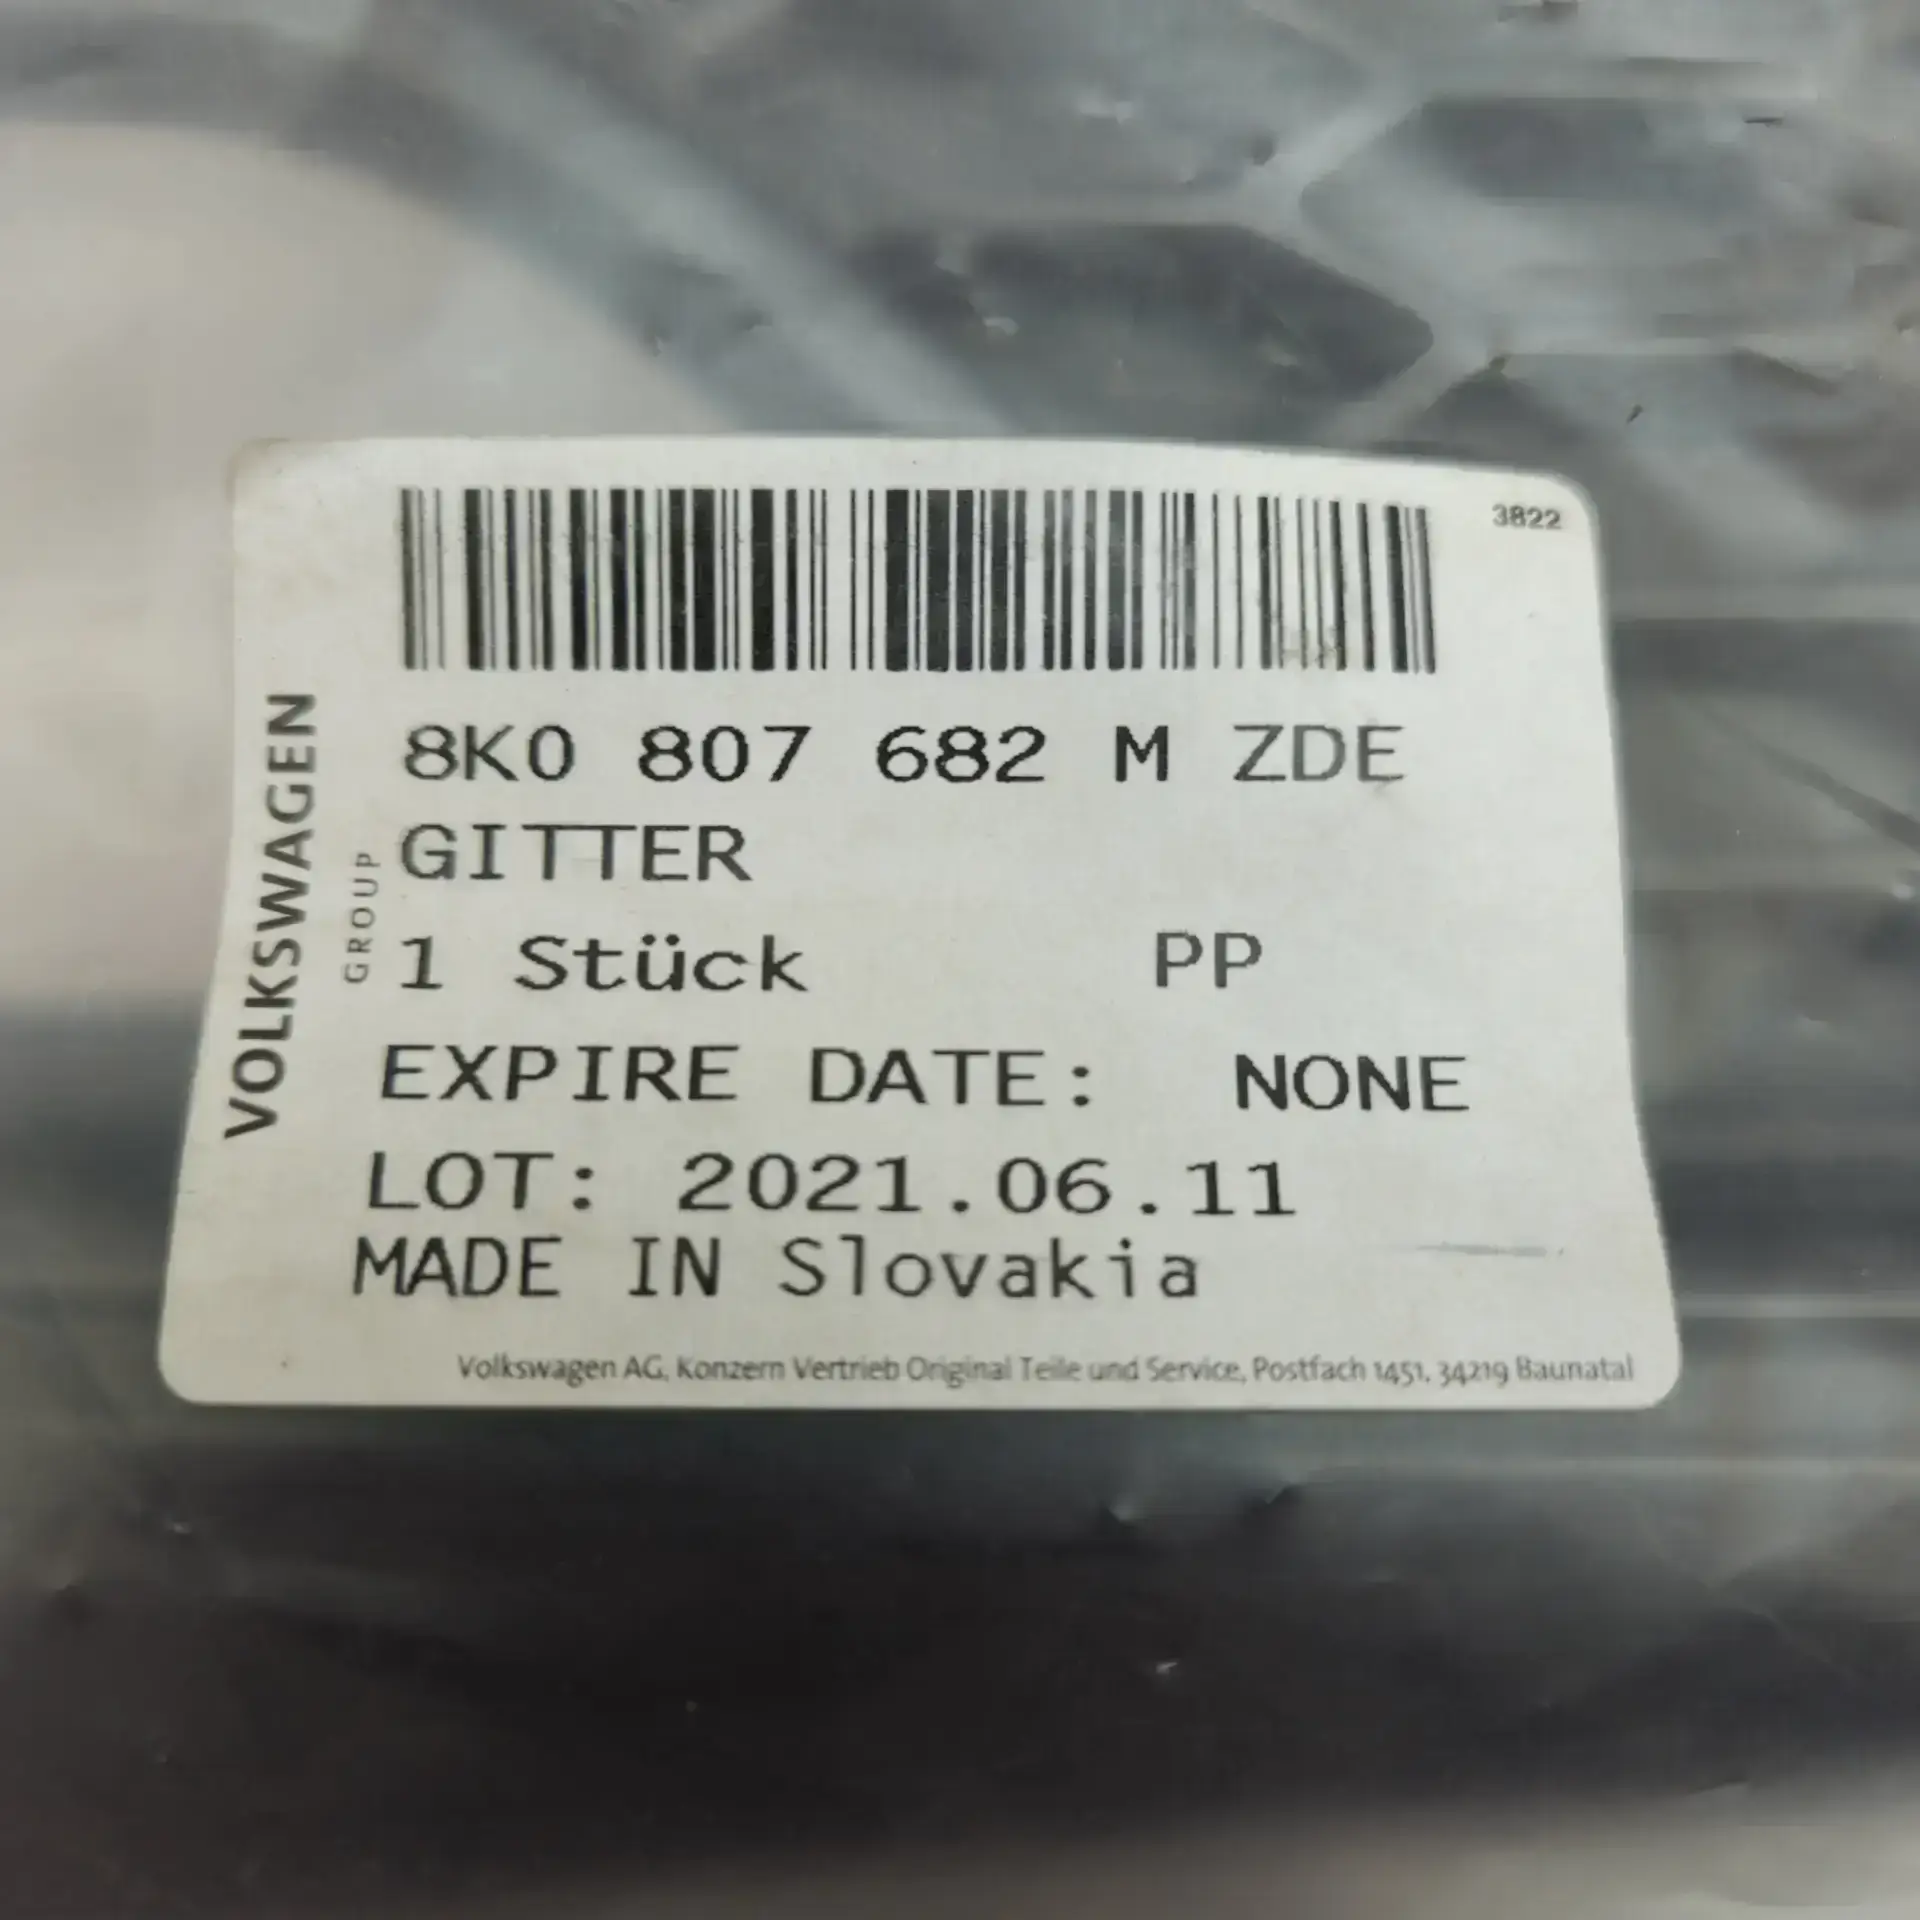 3822
VOLKSWAGEN
GROUP
8K0 807 682 M ZDE
GITTER
1 Stück PP
EXPIRE DATE: NONE
LOT: 2021.06.11
MADE IN Slovakia
Volkswagen AG, Konzern Vertrieb Original Teile und Service, Postfach 1451, 34219 Baunatal